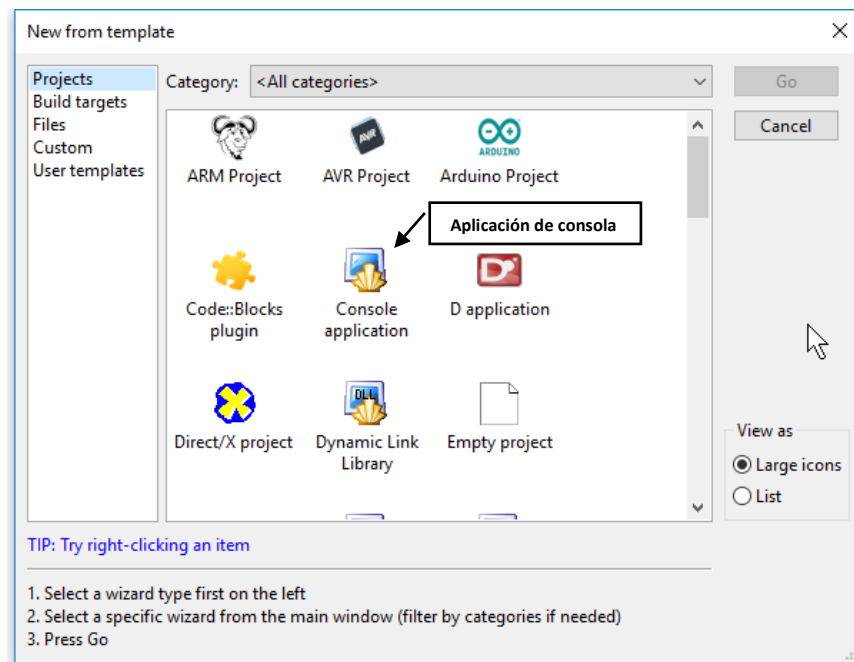 New from template
Projects
Build targets
Files
Custom
User templates
Category: <All categories>
Go
Cancel
AVR
ARDUINO
ARM Project
AVR Project
Arduino Project
Aplicación de consola
D
Code::Blocks
plugin
Console
application
D application
DLL
Direct/X project
Dynamic Link
Library
Empty project
View as
Large icons
List
TIP: Try right-clicking an item
1. Select a wizard type first on the left
2. Select a specific wizard from the main window (filter by categories if needed)
3. Press Go